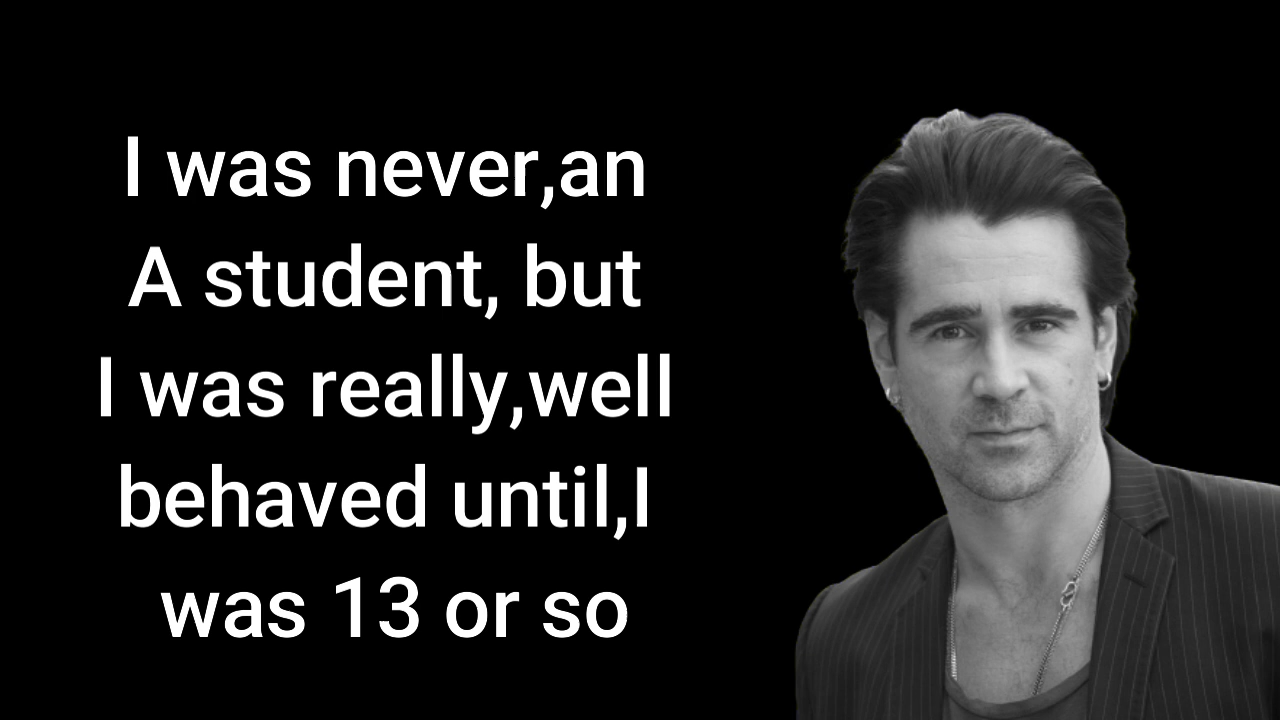 I was never,an
A student, but
I was really,well
behaved until,I
was 13 or so